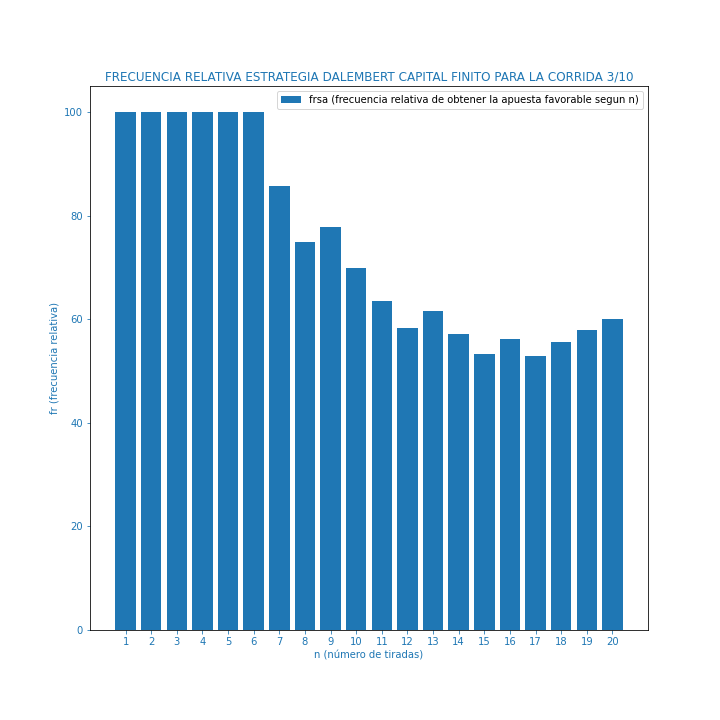 FRECUENCIA RELATIVA ESTRATEGIA DALEMBERT CAPITAL FINITO PARA LA CORRIDA 3/10
frsa (frecuencia relativa de obtener la apuesta favorable segun n)
fr (frecuencia relativa)
100
80
60
40
20
0
1 2 3 4 5 6 7 8 9 10 11 12 13 14 15 16 17 18 19 20
n (número de tiradas)